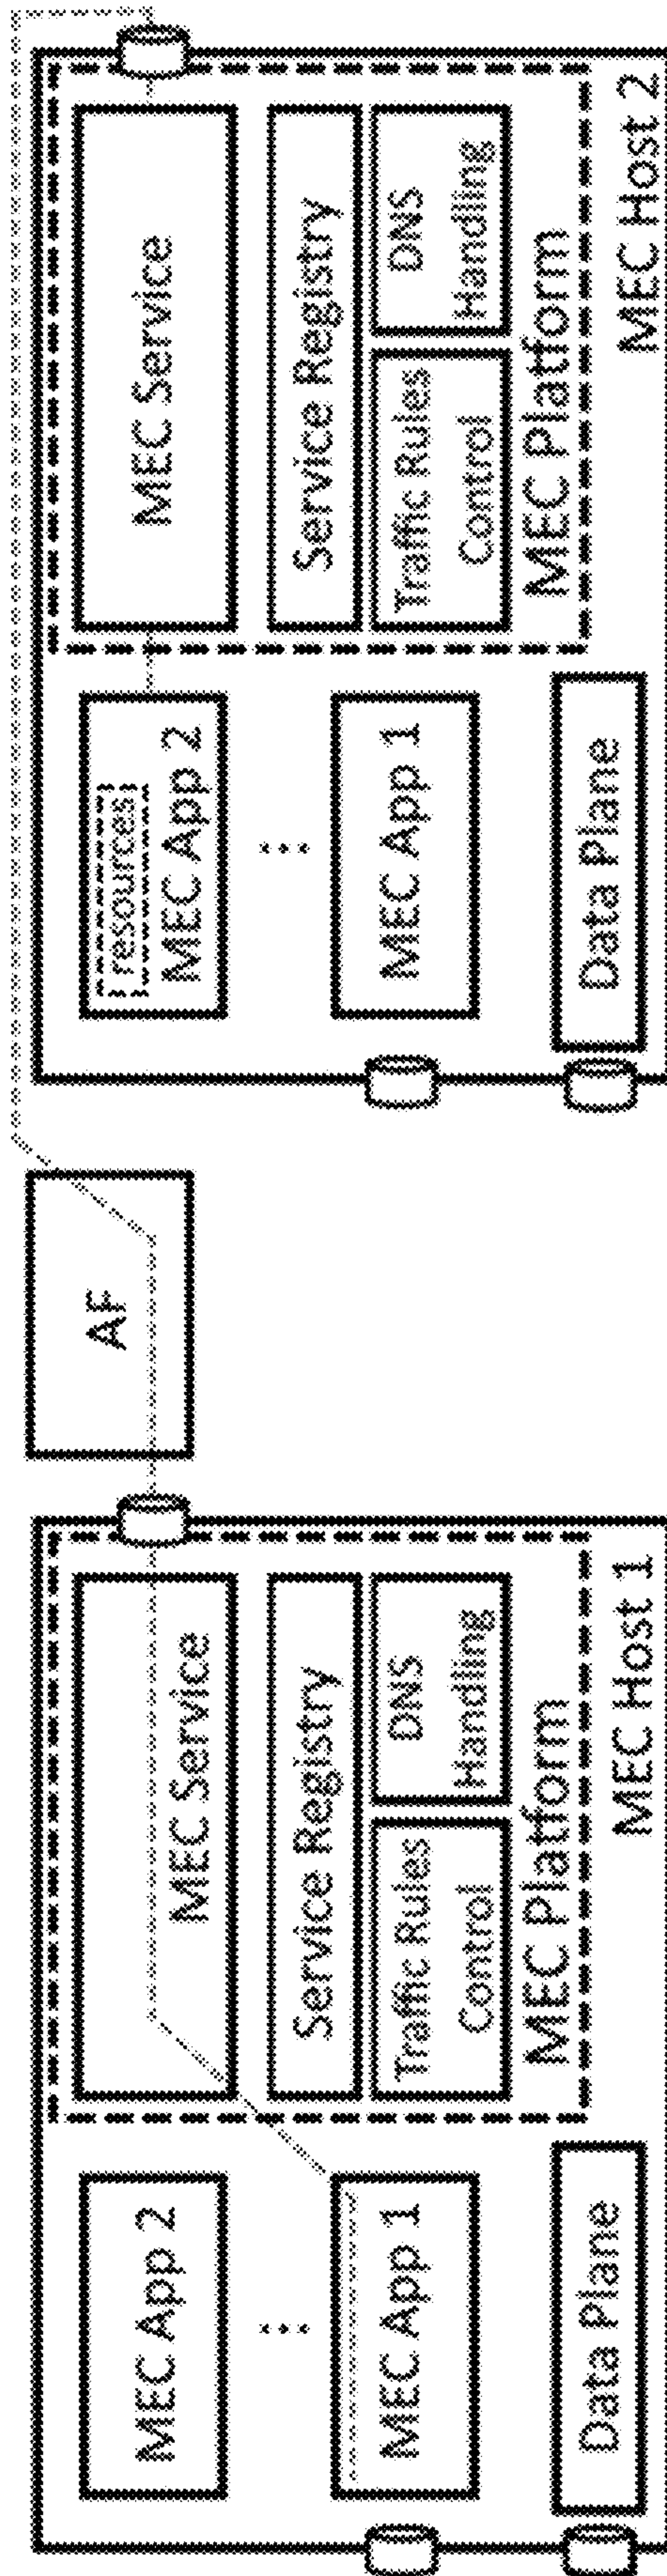 MEC App 2
⋮
MEC App 1
Data Plane
MEC Service
Service Registry
Traffic Rules
Control
DNS
Handling
MEC Platform
MEC Host 1
AF
resources
MEC App 2
⋮
MEC App 1
Data Plane
MEC Service
Service Registry
Traffic Rules
Control
DNS
Handling
MEC Platform
MEC Host 2